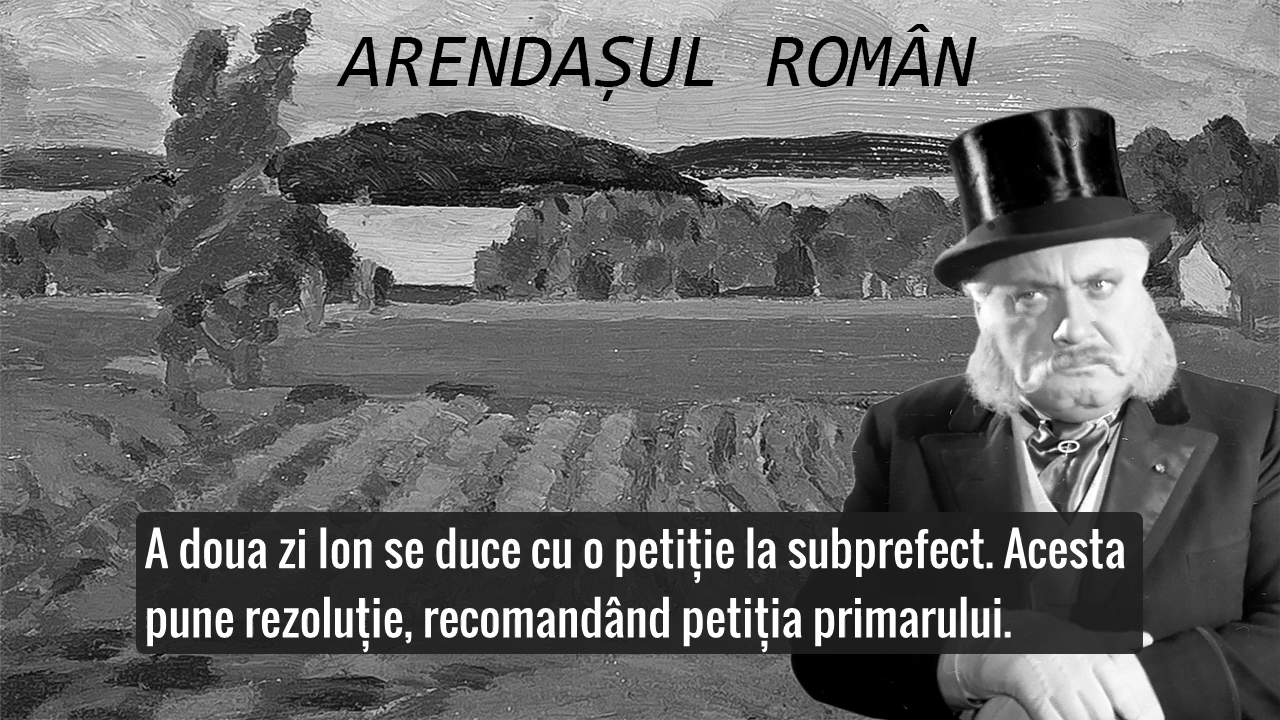 ARENDAȘUL ROMÂN
A doua zi Ion se duce cu o petiție la subprefect. Acesta
pune rezoluție, recomandând petiția primarului.